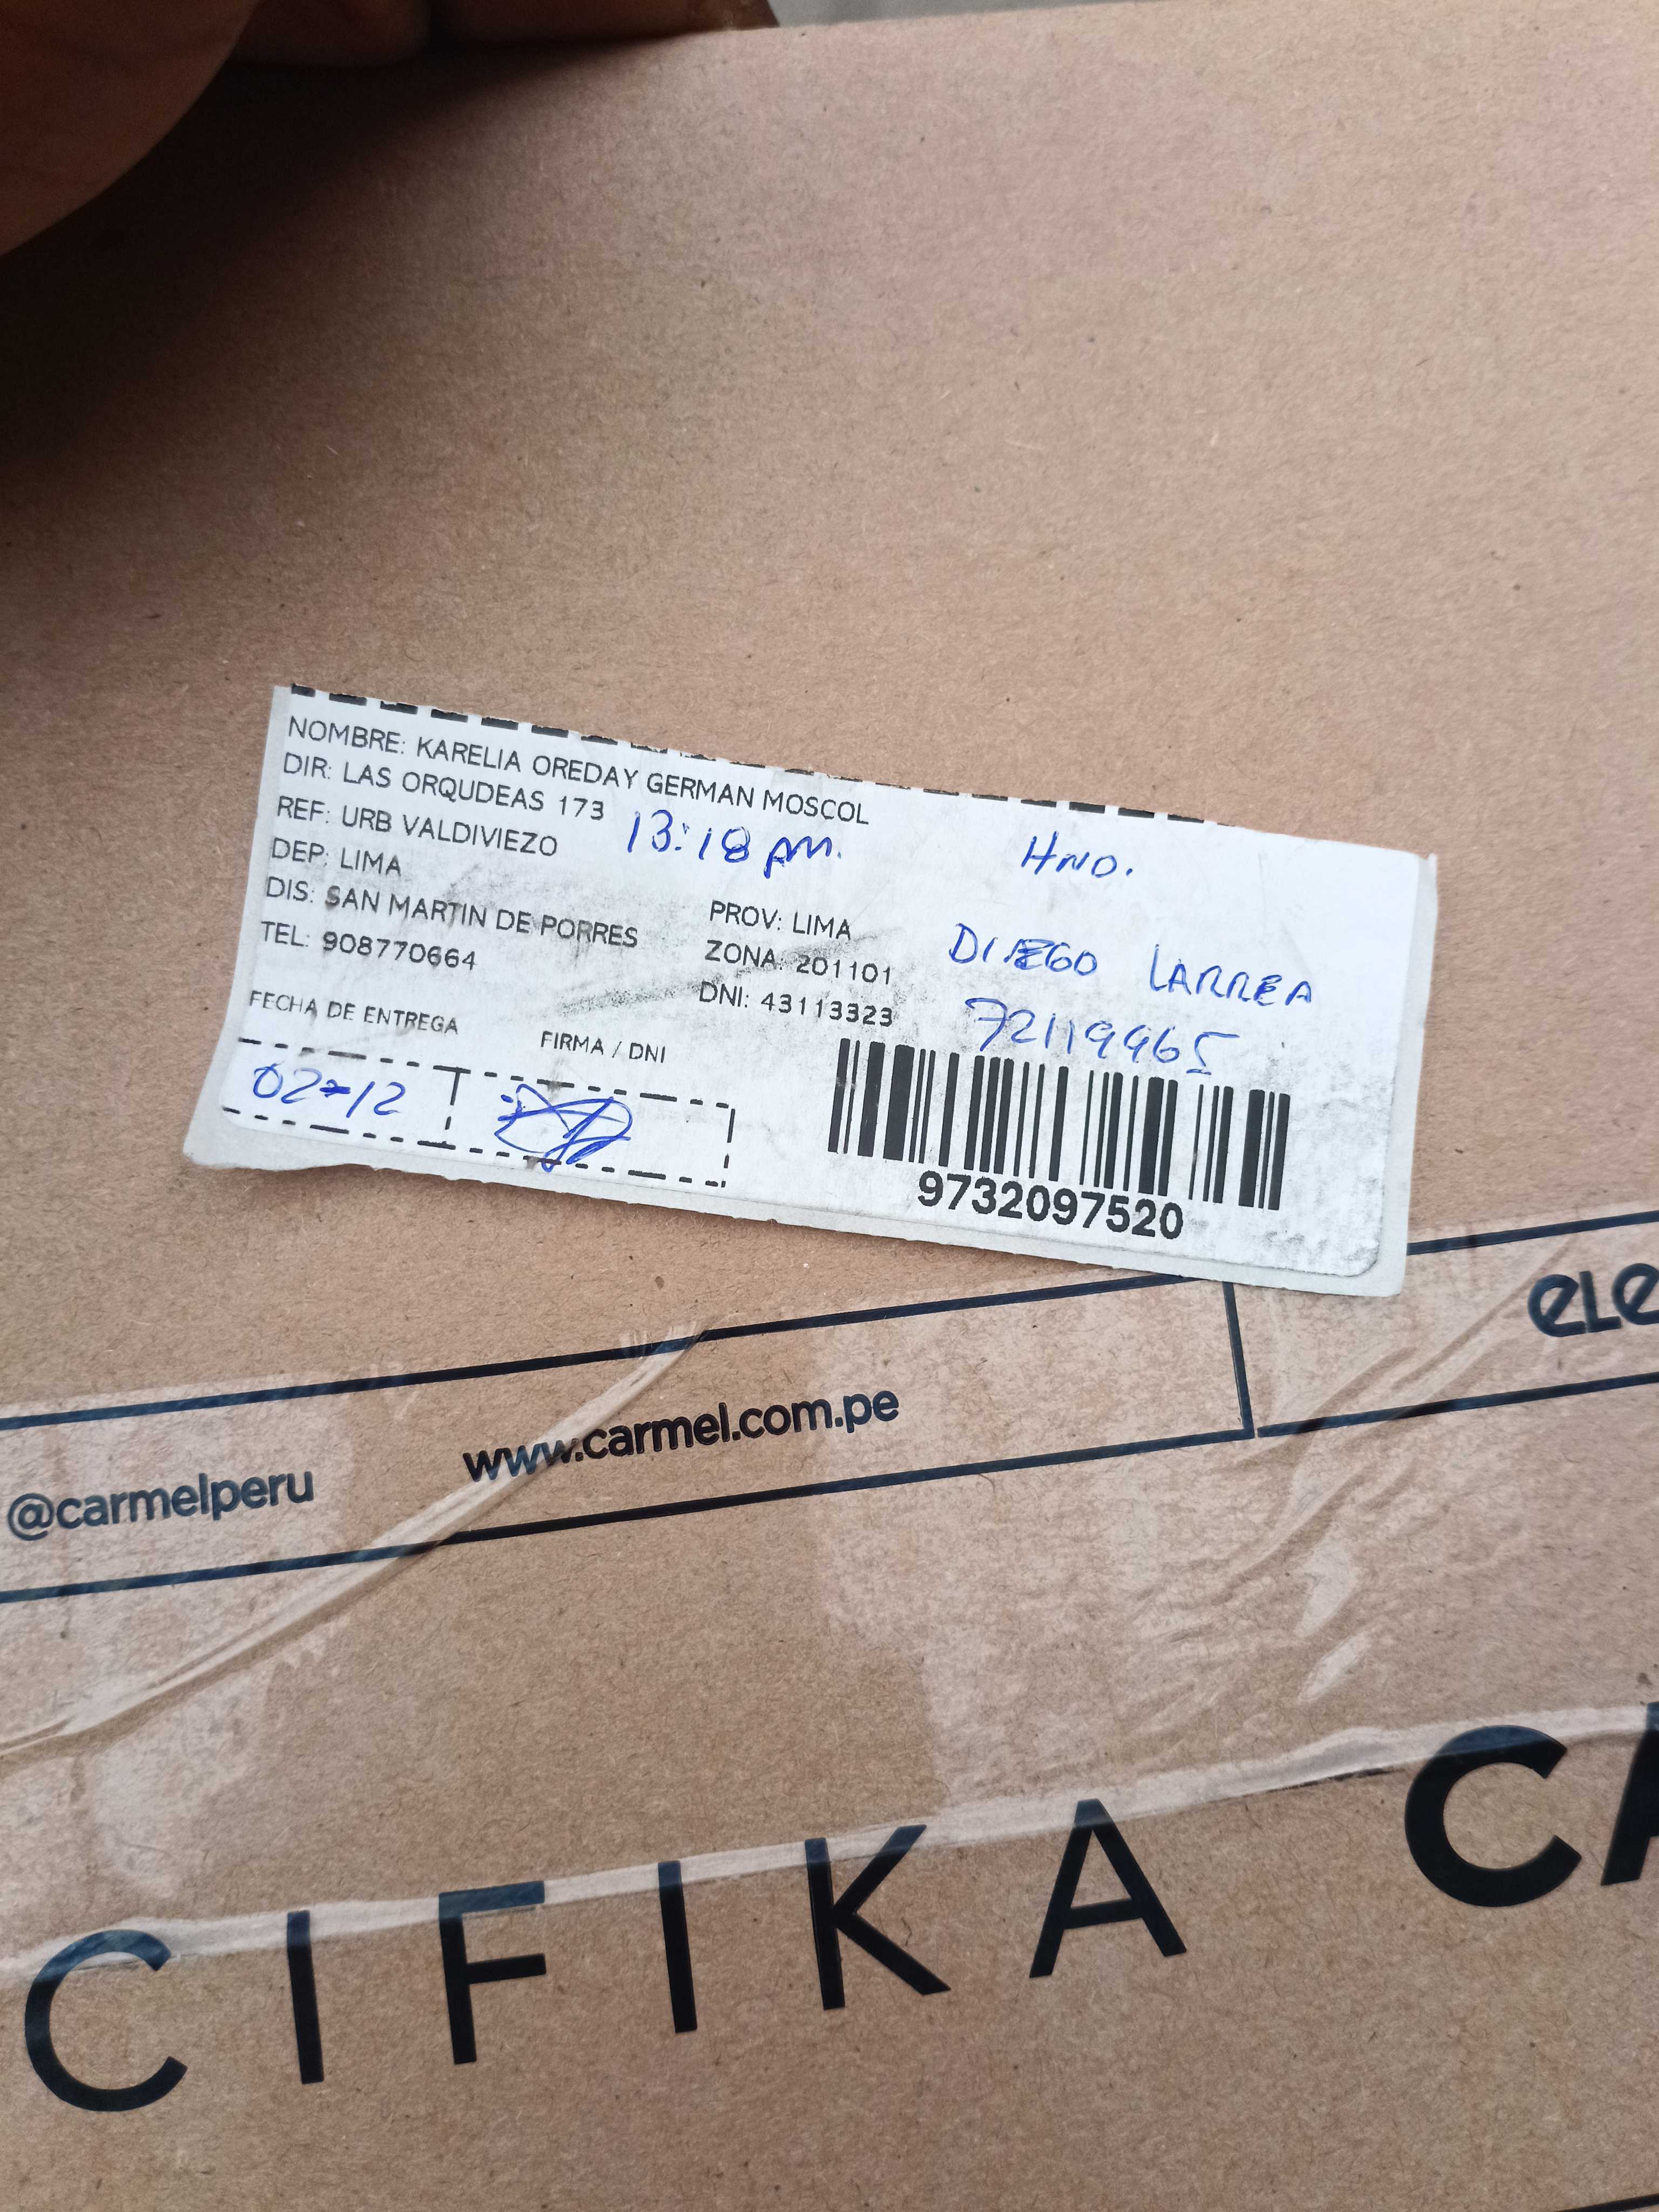 NOMBRE: KARELIA OREDAY GERMAN MOSCOL
DIR: LAS ORQUDEAS 173
REF: URB VALDIVIEZO
13:18 pm.
HNO.
DEP: LIMA
PROV: LIMA
DIS: SAN MARTIN DE PORRES
ZONA: 201101
DIEGO LARREA
TEL: 908770664
DNI: 43113323
72119965
FECHA DE ENTREGA
FIRMA / DNI
02-12
9732097520
@carmelperu
www.carmel.com.pe
eLe
CIFIKA CA